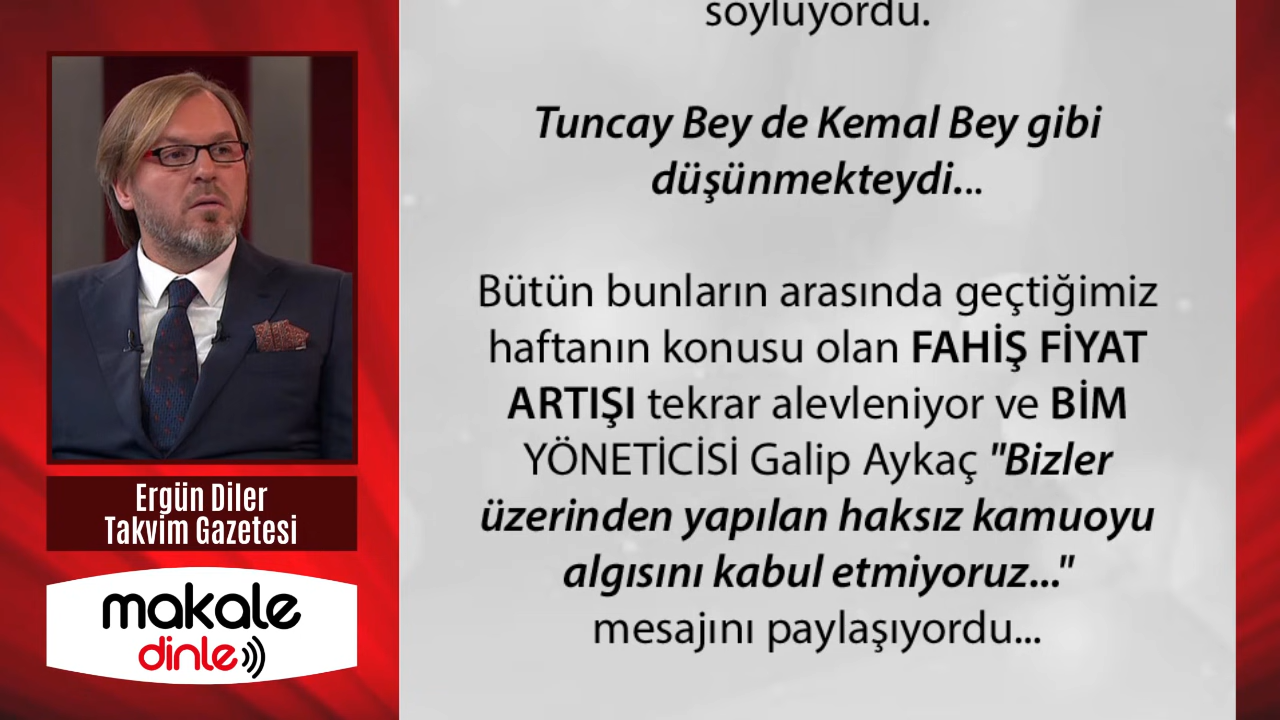 söylüyordu.
Tuncay Bey de Kemal Bey gibi
düşünmekteydi...
Bütün bunların arasında geçtiğimiz
haftanın konusu olan FAHİŞ FİYAT
ARTIŞI tekrar alevleniyor ve BİM
YÖNETİCİSİ Galip Aykaç "Bizler
üzerinden yapılan haksız kamuoyu
algısını kabul etmiyoruz..."
mesajını paylaşıyordu...
Ergün Diler
Takvim Gazetesi
makale
dinle